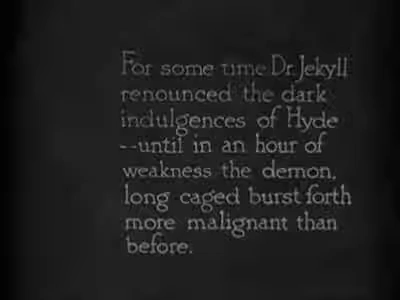 For some time Dr. Jekyll
renounced the dark
indulgences of Hyde
--until in an hour of
weakness the demon,
long caged burst forth
more malignant than
before.